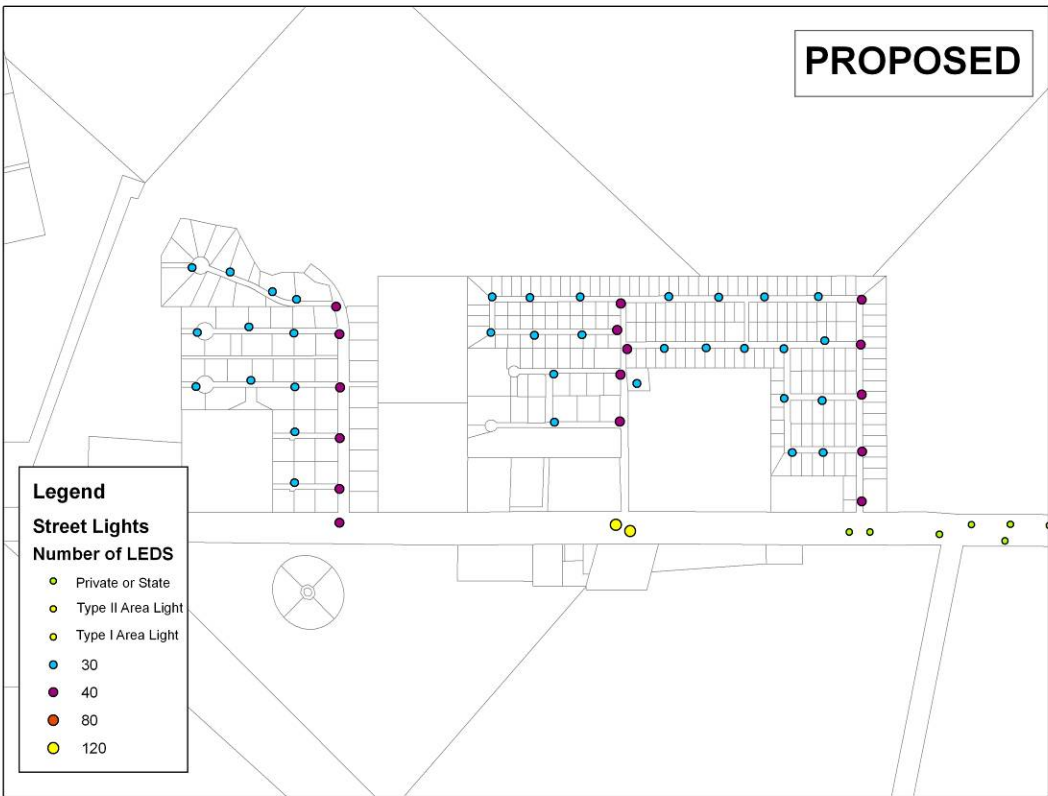 PROPOSED
Legend
Street Lights
Number of LEDS
Private or State
Type II Area Light
Type I Area Light
30
40
80
120